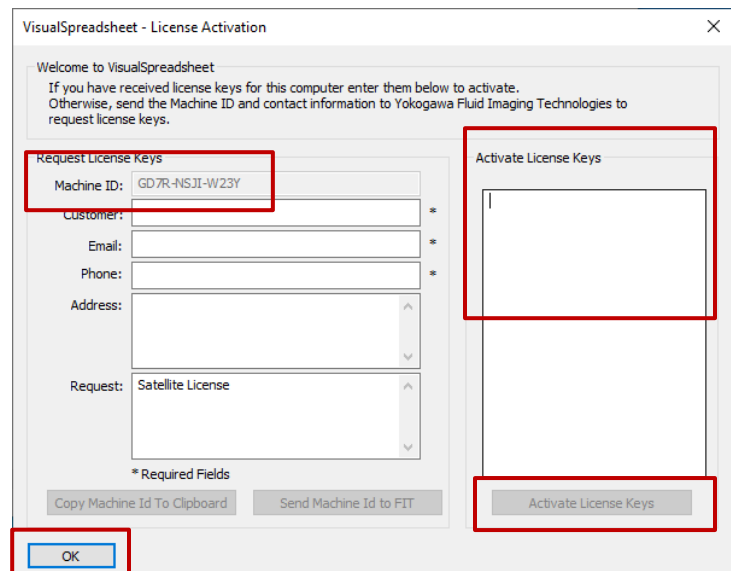 VisualSpreadsheet - License Activation
Welcome to VisualSpreadsheet
If you have received license keys for this computer enter them below to activate.
Otherwise, send the Machine ID and contact information to Yokogawa Fluid Imaging Technologies to
request license keys.
Request License Keys
Machine ID: GD7R-NSJI-W23Y
Customer: *
Email: *
Phone: *
Address:
Request: Satellite License
* Required Fields
Copy Machine Id To Clipboard
Send Machine Id to FIT
Activate License Keys
Activate License Keys
OK